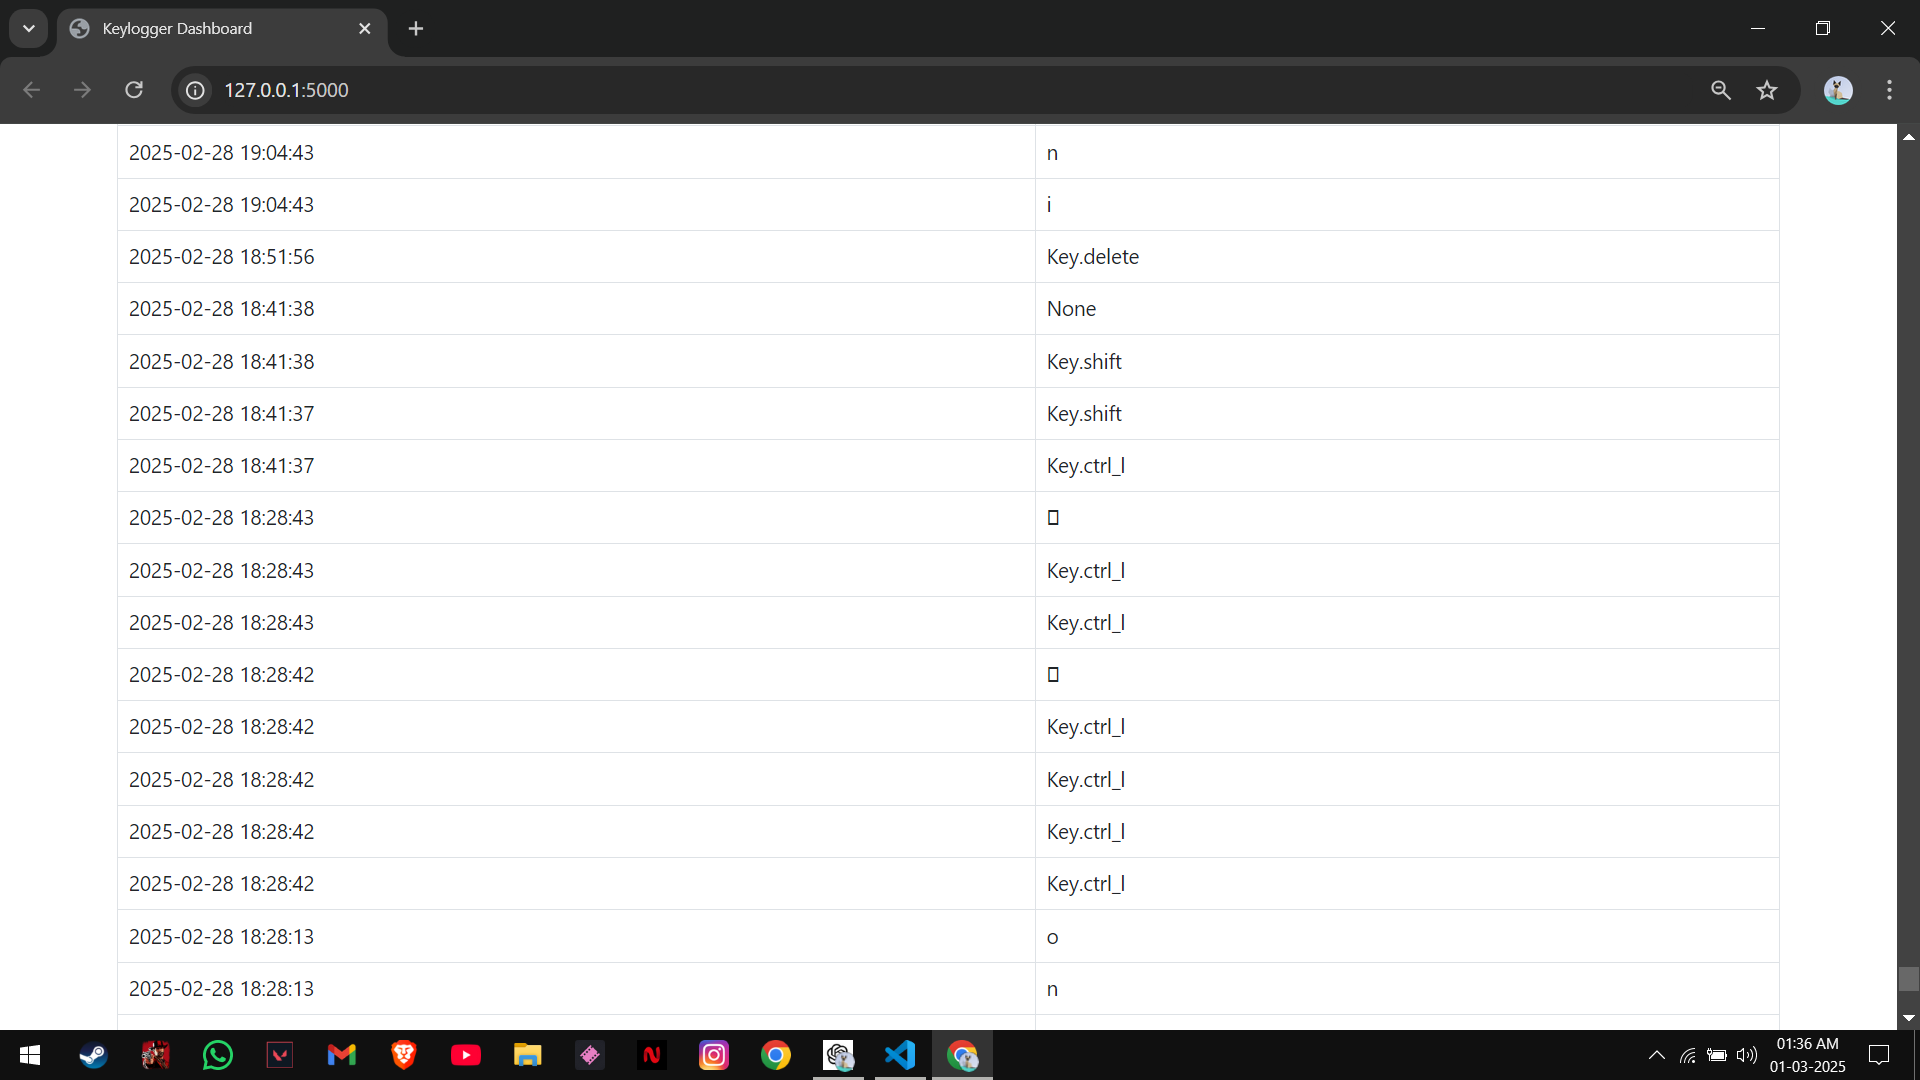 Keylogger Dashboard
127.0.0.1:5000
2025-02-28 19:04:43 n
2025-02-28 19:04:43 i
2025-02-28 18:51:56 Key.delete
2025-02-28 18:41:38 None
2025-02-28 18:41:38 Key.shift
2025-02-28 18:41:37 Key.shift
2025-02-28 18:41:37 Key.ctrl_l
2025-02-28 18:28:43 
2025-02-28 18:28:43 Key.ctrl_l
2025-02-28 18:28:43 Key.ctrl_l
2025-02-28 18:28:42 
2025-02-28 18:28:42 Key.ctrl_l
2025-02-28 18:28:42 Key.ctrl_l
2025-02-28 18:28:42 Key.ctrl_l
2025-02-28 18:28:42 Key.ctrl_l
2025-02-28 18:28:13 o
2025-02-28 18:28:13 n
01:36 AM
01-03-2025